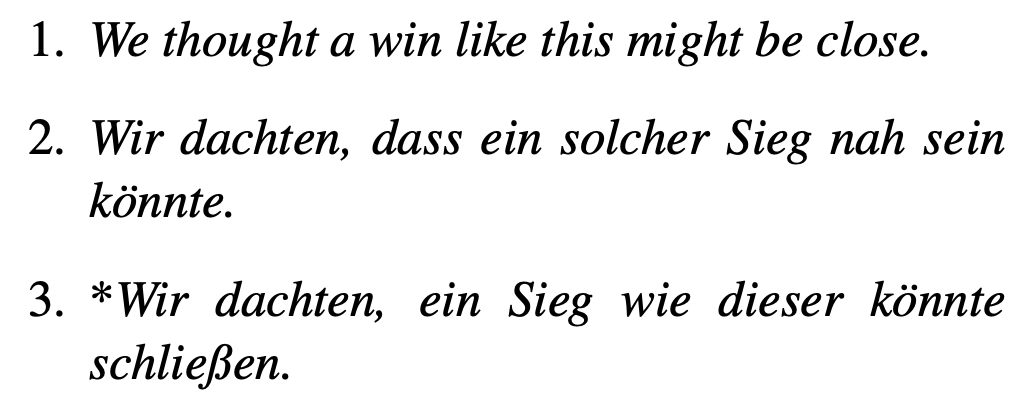 1. We thought a win like this might be close.
2. Wir dachten, dass ein solcher Sieg nah sein
könnte.
3. *Wir dachten, ein Sieg wie dieser könnte
schließen.